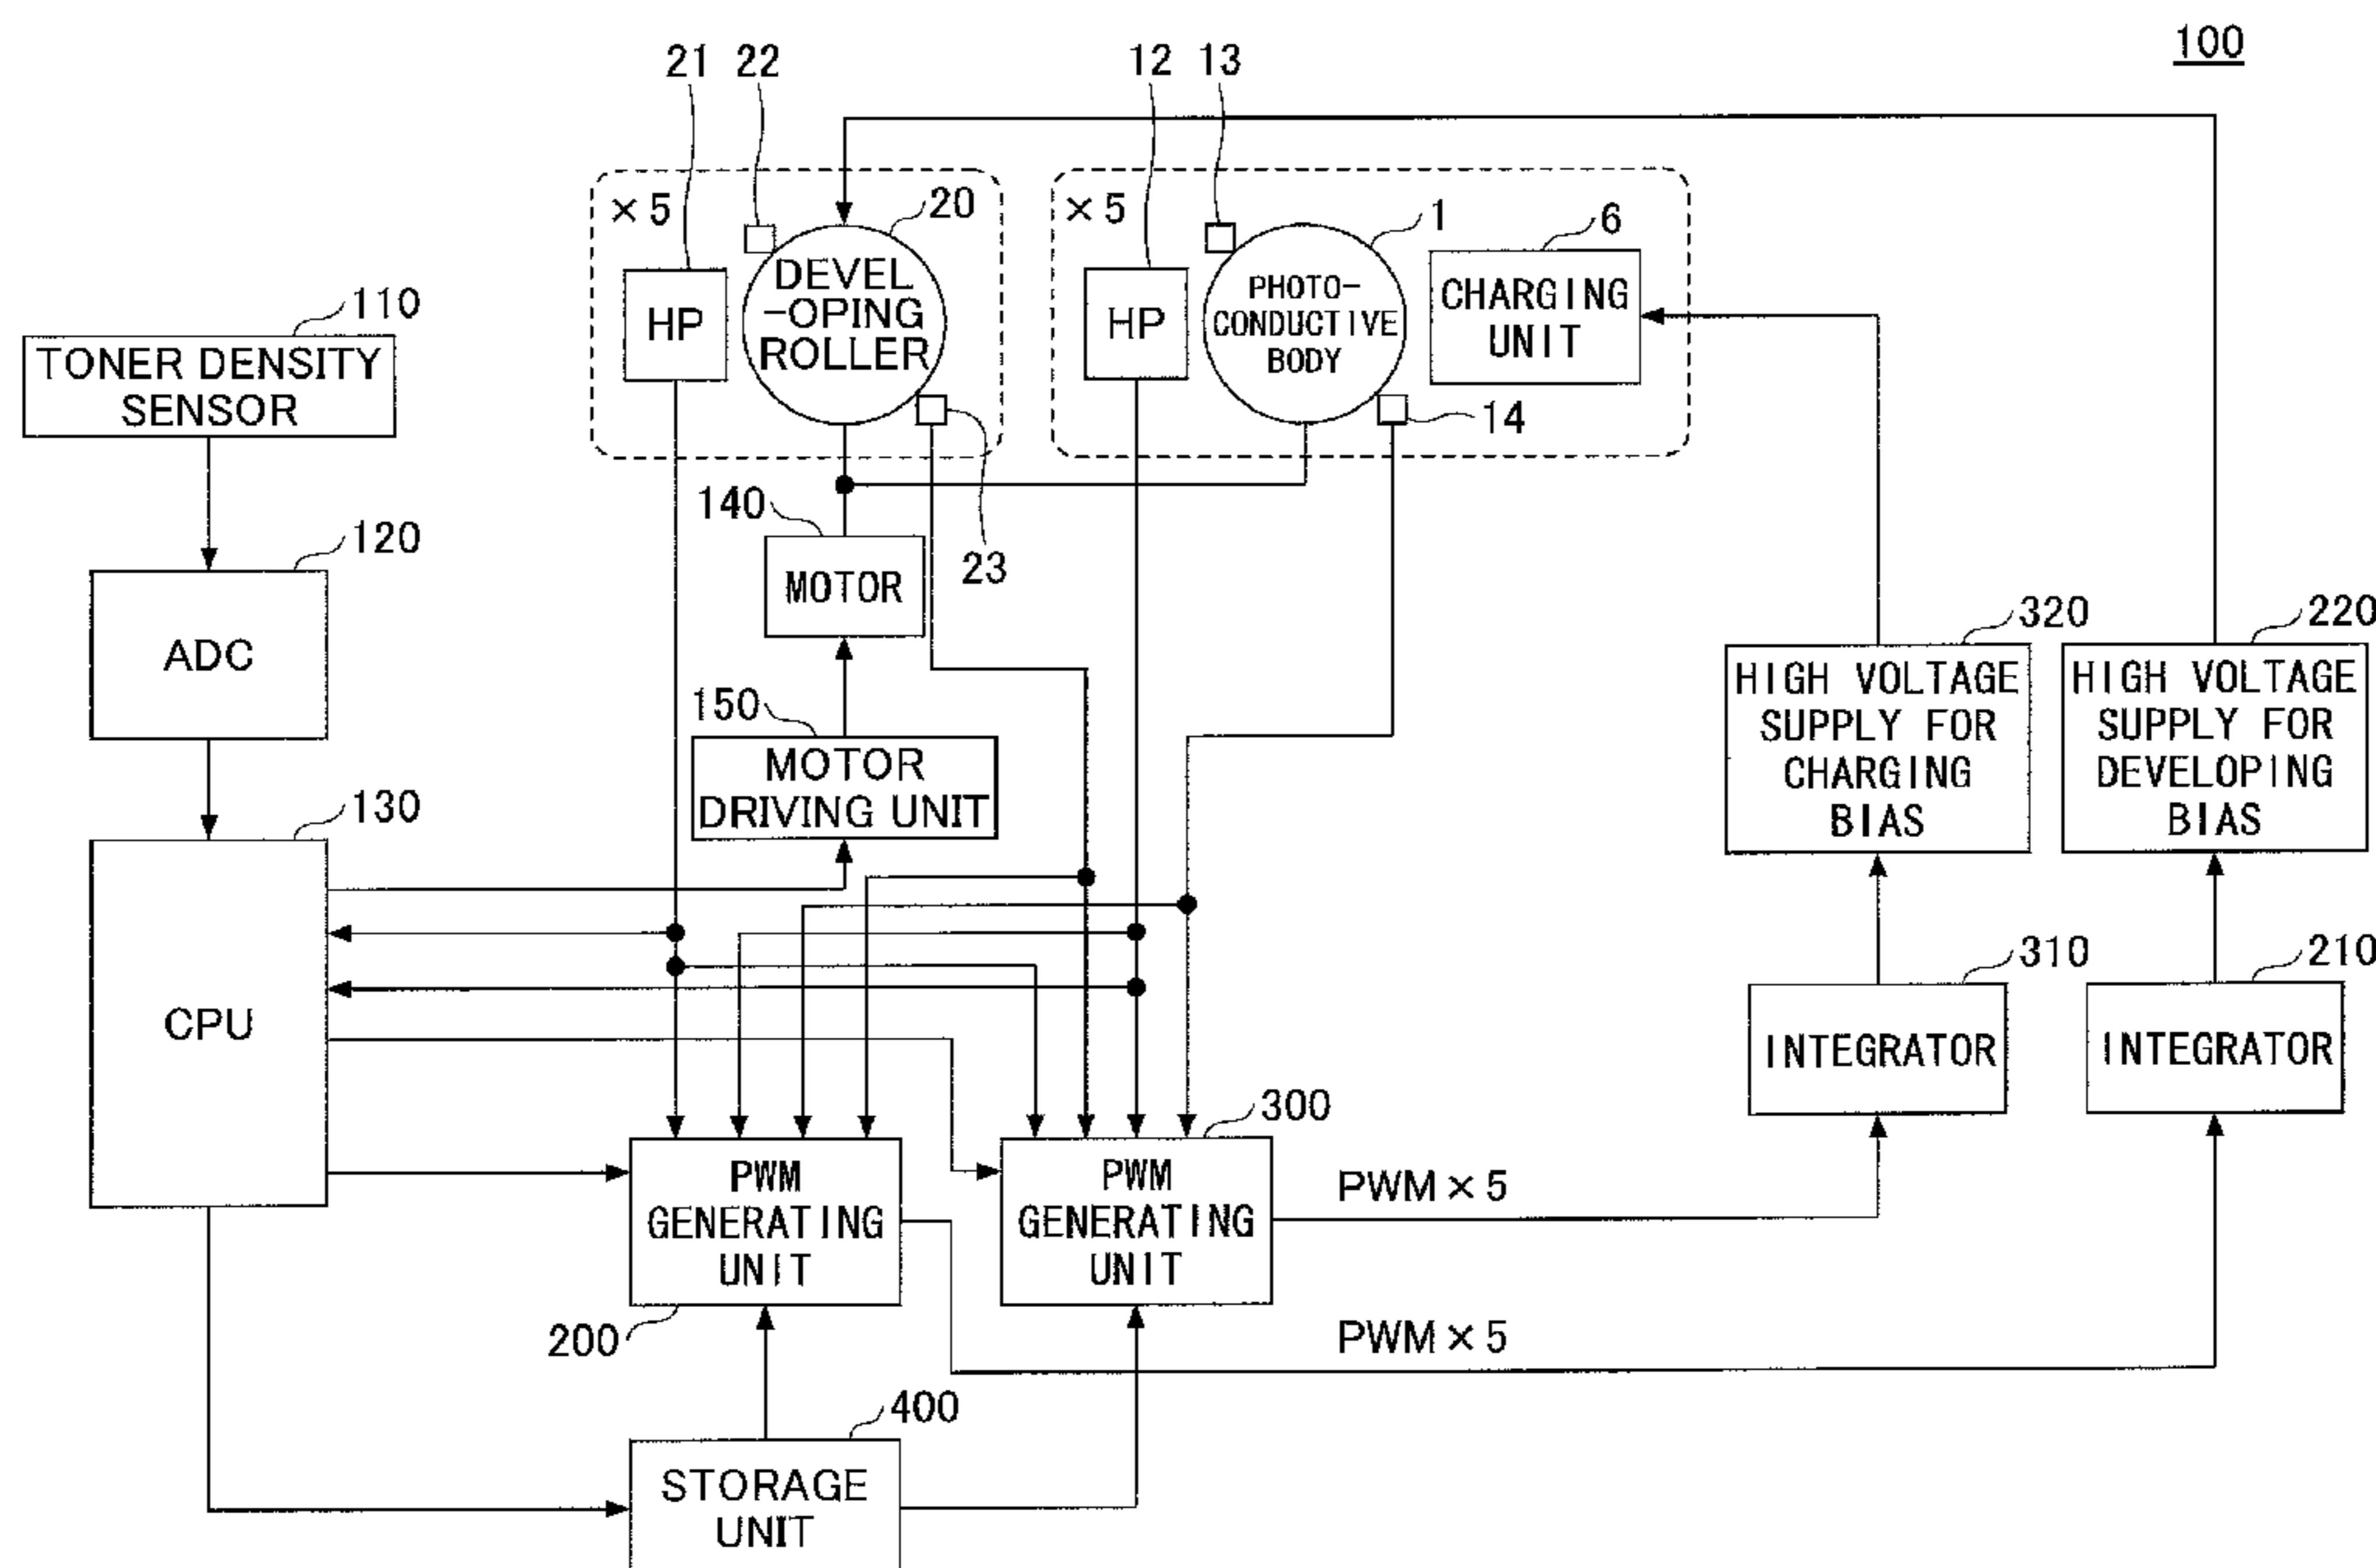 100
21 22 12 13
×5 20 ×5 1 6
HP
DEVEL
-OPING
ROLLER
HP
PHOTO-
CONDUCTIVE
BODY
CHARGING
UNIT
110
TONER DENSITY
SENSOR
14
23
140
MOTOR
120
ADC
150
MOTOR
DRIVING UNIT
320
HIGH VOLTAGE
SUPPLY FOR
CHARGING
BIAS
220
HIGH VOLTAGE
SUPPLY FOR
DEVELOPING
BIAS
130
CPU
310
INTEGRATOR
210
INTEGRATOR
300
PWM
GENERATING
UNIT
200
PWM
GENERATING
UNIT
PWM×5
PWM×5
400
STORAGE
UNIT